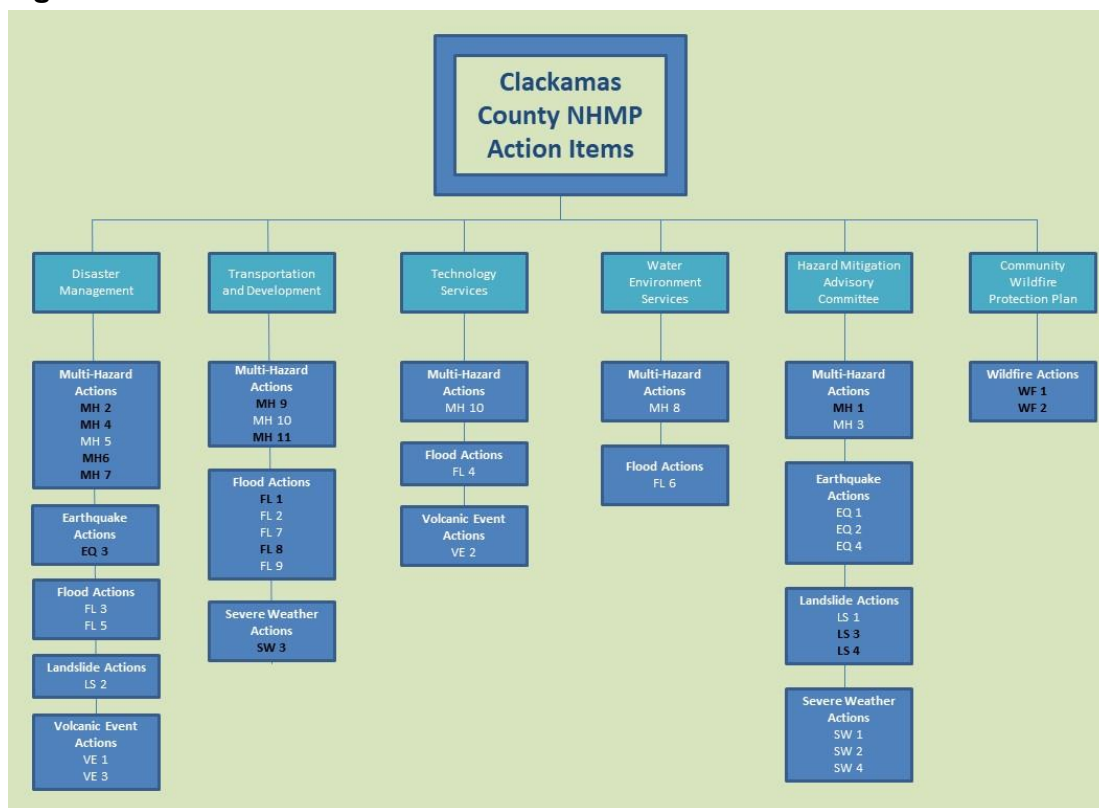 Clackamas
County NHMP
Action Items
Disaster
Management
Transportation
and Development
Technology
Services
Water
Environment
Services
Hazard Mitigation
Advisory
Committee
Community
Wildfire
Protection Plan
Multi-Hazard
Actions
MH 2
MH 4
MH 5
MH6
MH 7
Earthquake
Actions
EQ 3
Flood Actions
FL 3
FL 5
Landslide Actions
LS 2
Volcanic Event
Actions
VE 1
VE 3
Multi-Hazard
Actions
MH 9
MH 10
MH 11
Flood Actions
FL 1
FL 2
FL 7
FL 8
FL 9
Severe Weather
Actions
SW 3
Multi-Hazard
Actions
MH 10
Flood Actions
FL 4
Volcanic Event
Actions
VE 2
Multi-Hazard
Actions
MH 8
Flood Actions
FL 6
Multi-Hazard
Actions
MH 1
MH 3
Earthquake
Actions
EQ 1
EQ 2
EQ 4
Landslide Actions
LS 1
LS 3
LS 4
Severe Weather
Actions
SW 1
SW 2
SW 4
Wildfire Actions
WF 1
WF 2